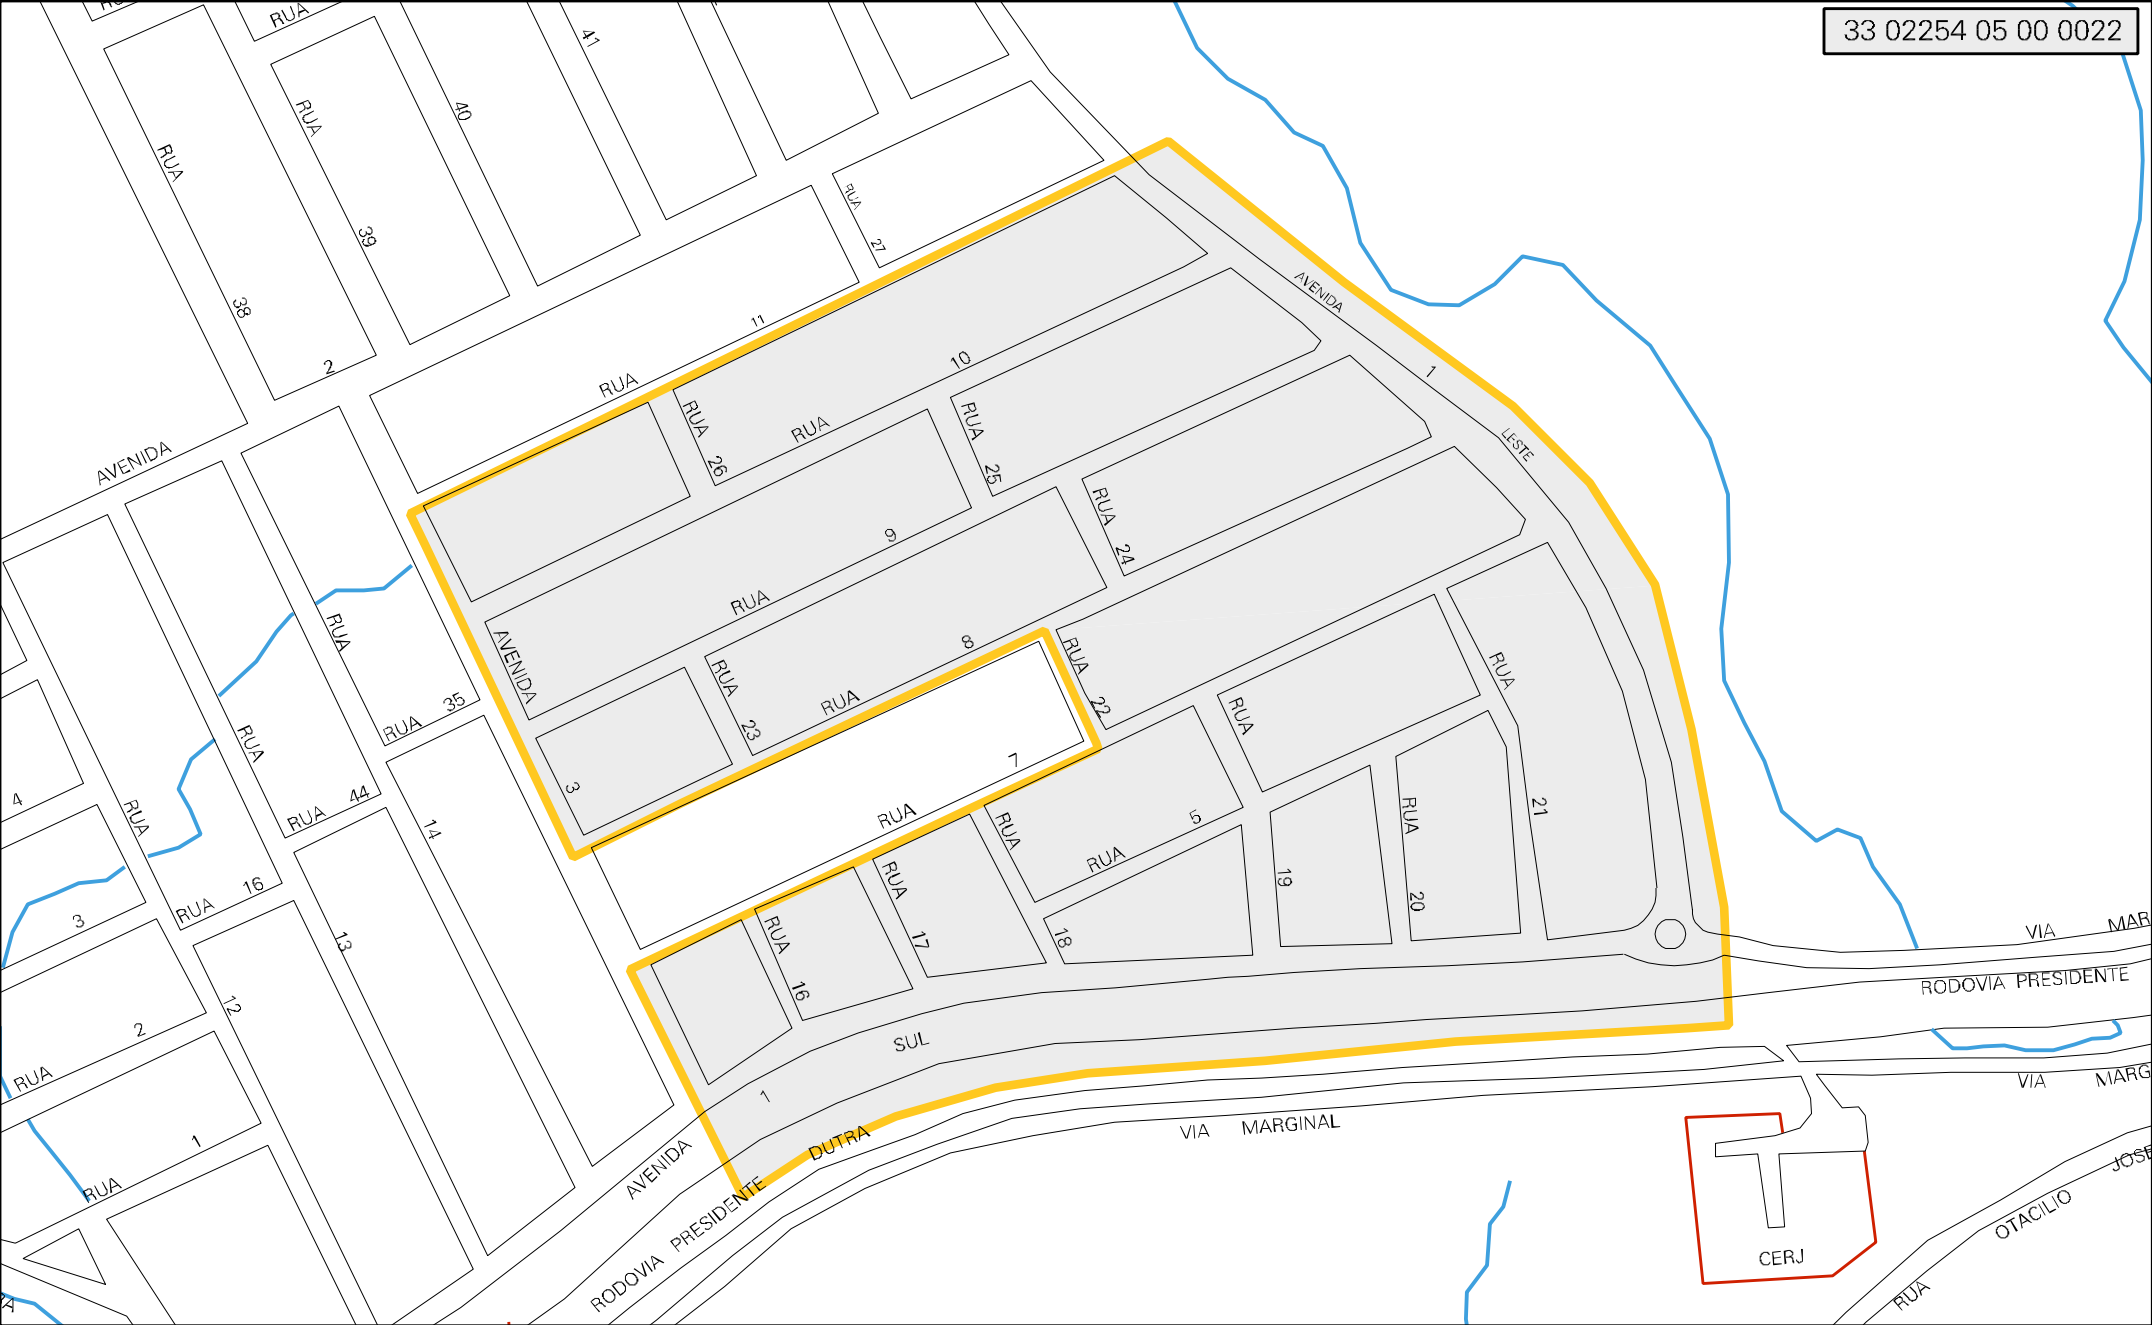 33 02254 05 00 0022
RUA
RUA 38
RUA 39
40
41
AVENIDA 2
RUA 27
RUA 11
RUA 26
RUA 10
RUA 25
RUA 9
RUA 24
RUA 8
RUA 23
RUA 22
RUA 7
AVENIDA 3
AVENIDA LESTE 1
RUA 21
RUA
RUA 5
RUA
RUA 20
19
18
RUA 17
RUA 16
AVENIDA 1 SUL
RUA
RUA 35
RUA
RUA 44
RUA
RUA 16
14
13
12
4
3
RUA 2
RUA 1
RODOVIA PRESIDENTE DUTRA
VIA MARGINAL
VIA MAR
RODOVIA PRESIDENTE
VIA MARG
CERJ
RUA OTACILIO JOSE